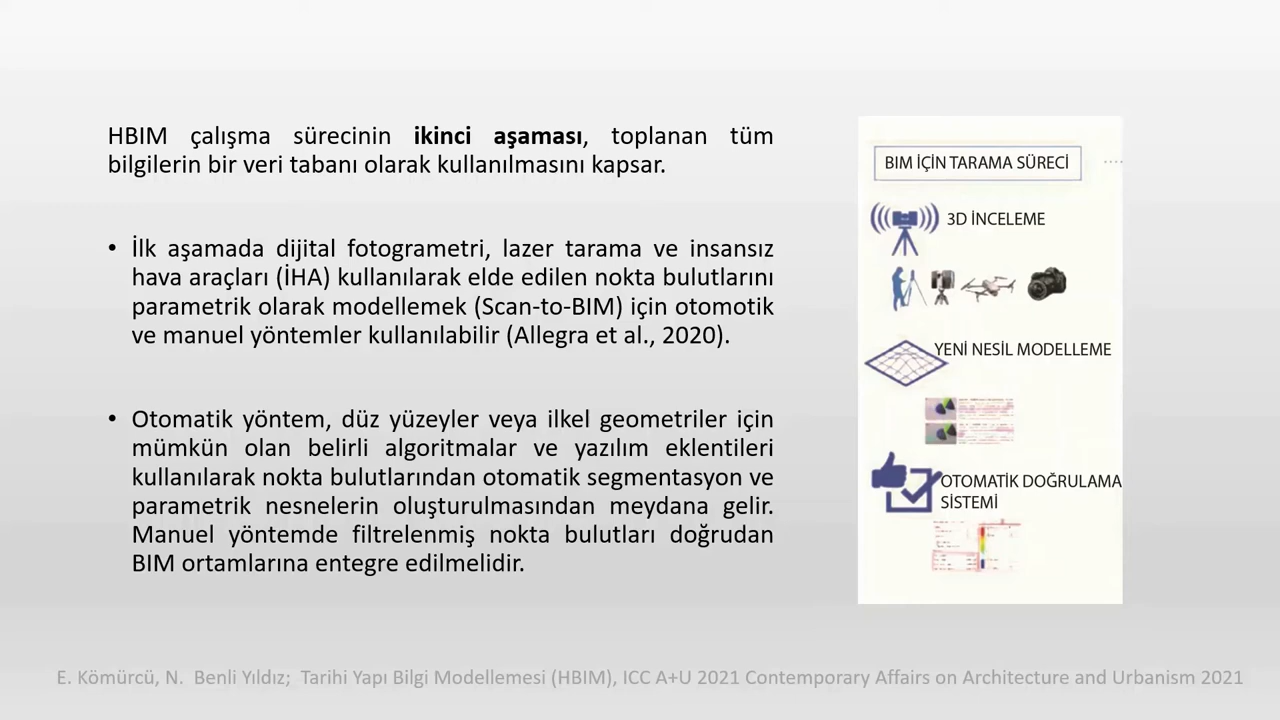 HBIM çalışma sürecinin ikinci aşaması, toplanan tüm
bilgilerin bir veri tabanı olarak kullanılmasını kapsar.
• İlk aşamada dijital fotogrametri, lazer tarama ve insansız
hava araçları (İHA) kullanılarak elde edilen nokta bulutlarını
parametrik olarak modellemek (Scan-to-BIM) için otomotik
ve manuel yöntemler kullanılabilir (Allegra et al., 2020).
• Otomatik yöntem, düz yüzeyler veya ilkel geometriler için
mümkün olan belirli algoritmalar ve yazılım eklentileri
kullanılarak nokta bulutlarından otomatik segmentasyon ve
parametrik nesnelerin oluşturulmasından meydana gelir.
Manuel yöntemde filtrelenmiş nokta bulutları doğrudan
BIM ortamlarına entegre edilmelidir.
BIM İÇİN TARAMA SÜRECİ
3D İNCELEME
YENİ NESİL MODELLEME
OTOMATİK DOĞRULAMA
SİSTEMİ
E. Kömürcü, N. Benli Yıldız; Tarihi Yapı Bilgi Modellemesi (HBIM), ICC A+U 2021 Contemporary Affairs on Architecture and Urbanism 2021